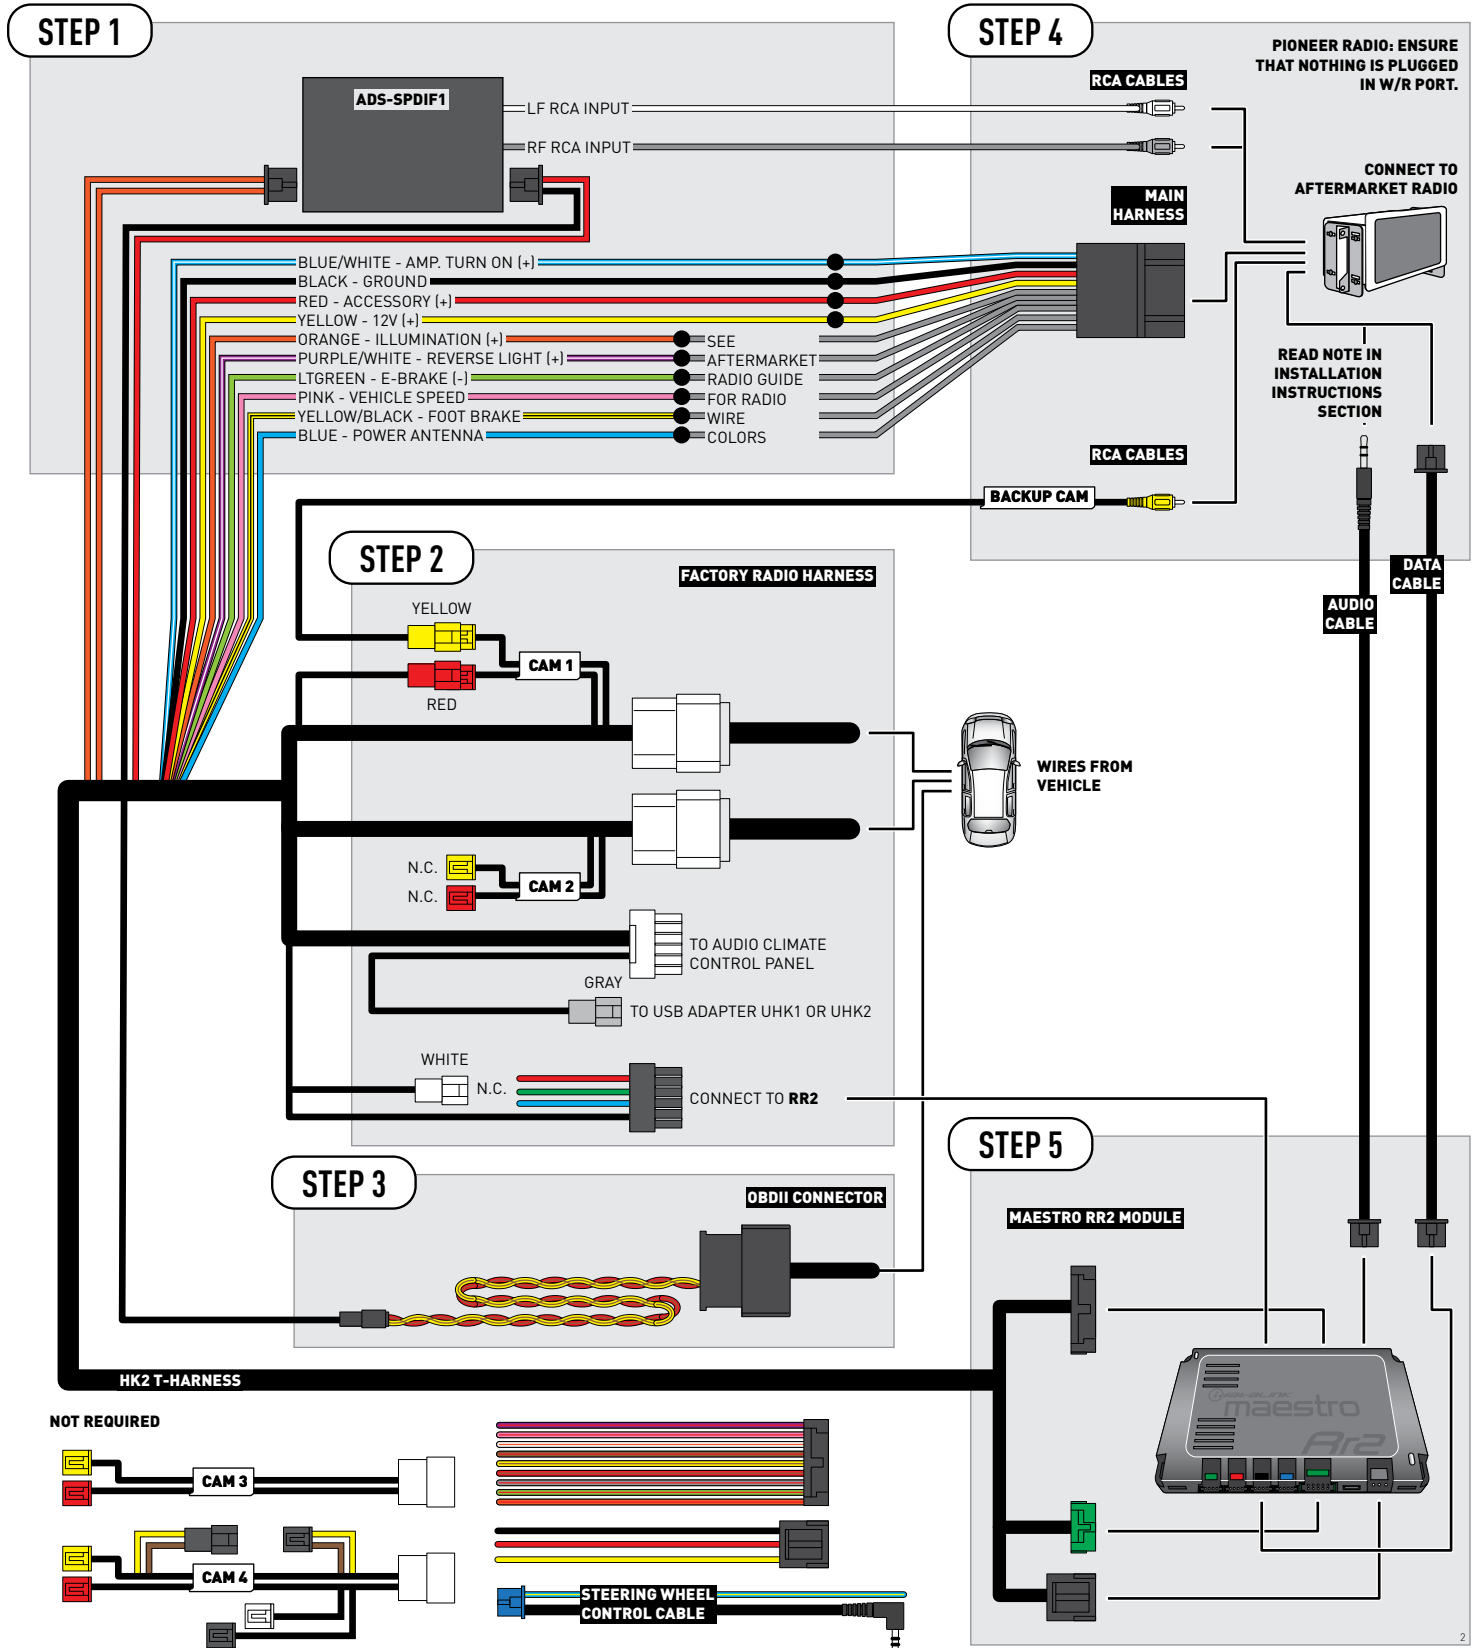 STEP 1
ADS-SPDIF1
LF RCA INPUT
RF RCA INPUT
BLUE/WHITE - AMP. TURN ON (+)
BLACK - GROUND
RED - ACCESSORY (+)
YELLOW - 12V (+)
ORANGE - ILLUMINATION (+)
PURPLE/WHITE - REVERSE LIGHT (+)
LTGREEN - E-BRAKE (-)
PINK - VEHICLE SPEED
YELLOW/BLACK - FOOT BRAKE
BLUE - POWER ANTENNA
SEE
AFTERMARKET
RADIO GUIDE
FOR RADIO
WIRE
COLORS
STEP 4
PIONEER RADIO: ENSURE
THAT NOTHING IS PLUGGED
IN W/R PORT.
RCA CABLES
CONNECT TO
AFTERMARKET RADIO
MAIN
HARNESS
READ NOTE IN
INSTALLATION
INSTRUCTIONS
SECTION
RCA CABLES
BACKUP CAM
DATA
CABLE
AUDIO
CABLE
STEP 2
FACTORY RADIO HARNESS
YELLOW
CAM 1
RED
WIRES FROM
VEHICLE
N.C.
N.C.
CAM 2
TO AUDIO CLIMATE
CONTROL PANEL
GRAY
TO USB ADAPTER UHK1 OR UHK2
WHITE
N.C.
CONNECT TO RR2
STEP 3
OBDII CONNECTOR
STEP 5
MAESTRO RR2 MODULE
maestro
Rr2
HK2 T-HARNESS
NOT REQUIRED
CAM 3
CAM 4
STEERING WHEEL
CONTROL CABLE
2